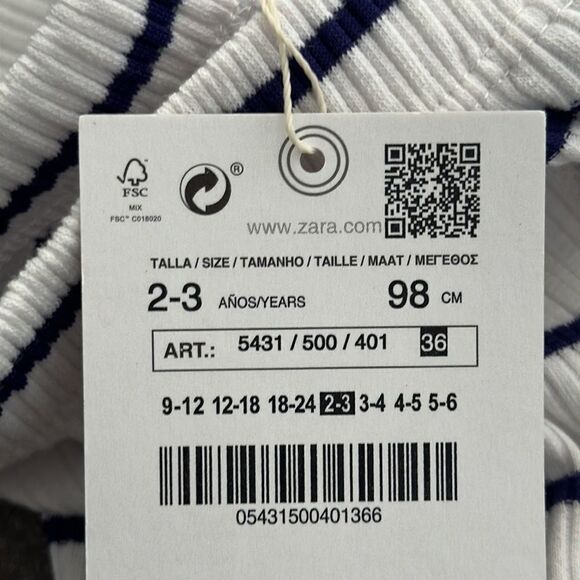 FSC
MIX
FSC™ C018020
®
www.zara.com
TALLA / SIZE / TAMANHO / TAILLE / MAAT / ΜΕΓΕΘΟΣ
2-3 AÑOS/YEARS 98 CM
ART.: 5431 / 500 / 401 36
9-12 12-18 18-24 2-3 3-4 4-5 5-6
05431500401366